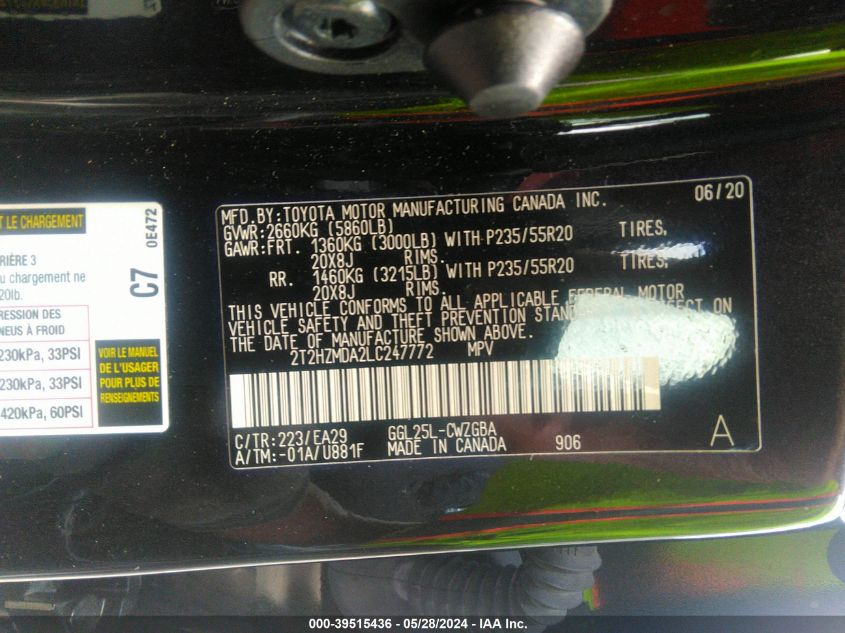 T LE CHARGEMENT
0E472
C7
RIÈRE 3
u chargement ne
20lb.
RESSION DES
NEUS À FROID
230kPa, 33PSI
230kPa, 33PSI
420kPa, 60PSI
VOIR LE MANUEL
DE L'USAGER
POUR PLUS DE
RENSEIGNEMENTS
MFD.BY:TOYOTA MOTOR MANUFACTURING CANADA INC. 06/20
GVWR:2660KG (5860LB)
GAWR:FRT. 1360KG (3000LB) WITH P235/55R20 TIRES,
20X8J RIMS.
RR. 1460KG (3215LB) WITH P235/55R20 TIRES,
20X8J RIMS.
THIS VEHICLE CONFORMS TO ALL APPLICABLE FEDERAL MOTOR
VEHICLE SAFETY AND THEFT PREVENTION EFFECT ON
THE DATE OF MANUFACTURE SHOWN ABOVE.
2T2HZMDA2LC247772 MPV
C/TR:223/EA29 GGL25L-CWZGBA
A/TM:-01A/U881F MADE IN CANADA 906 A
000-39515436 - 05/28/2024 - IAA Inc.